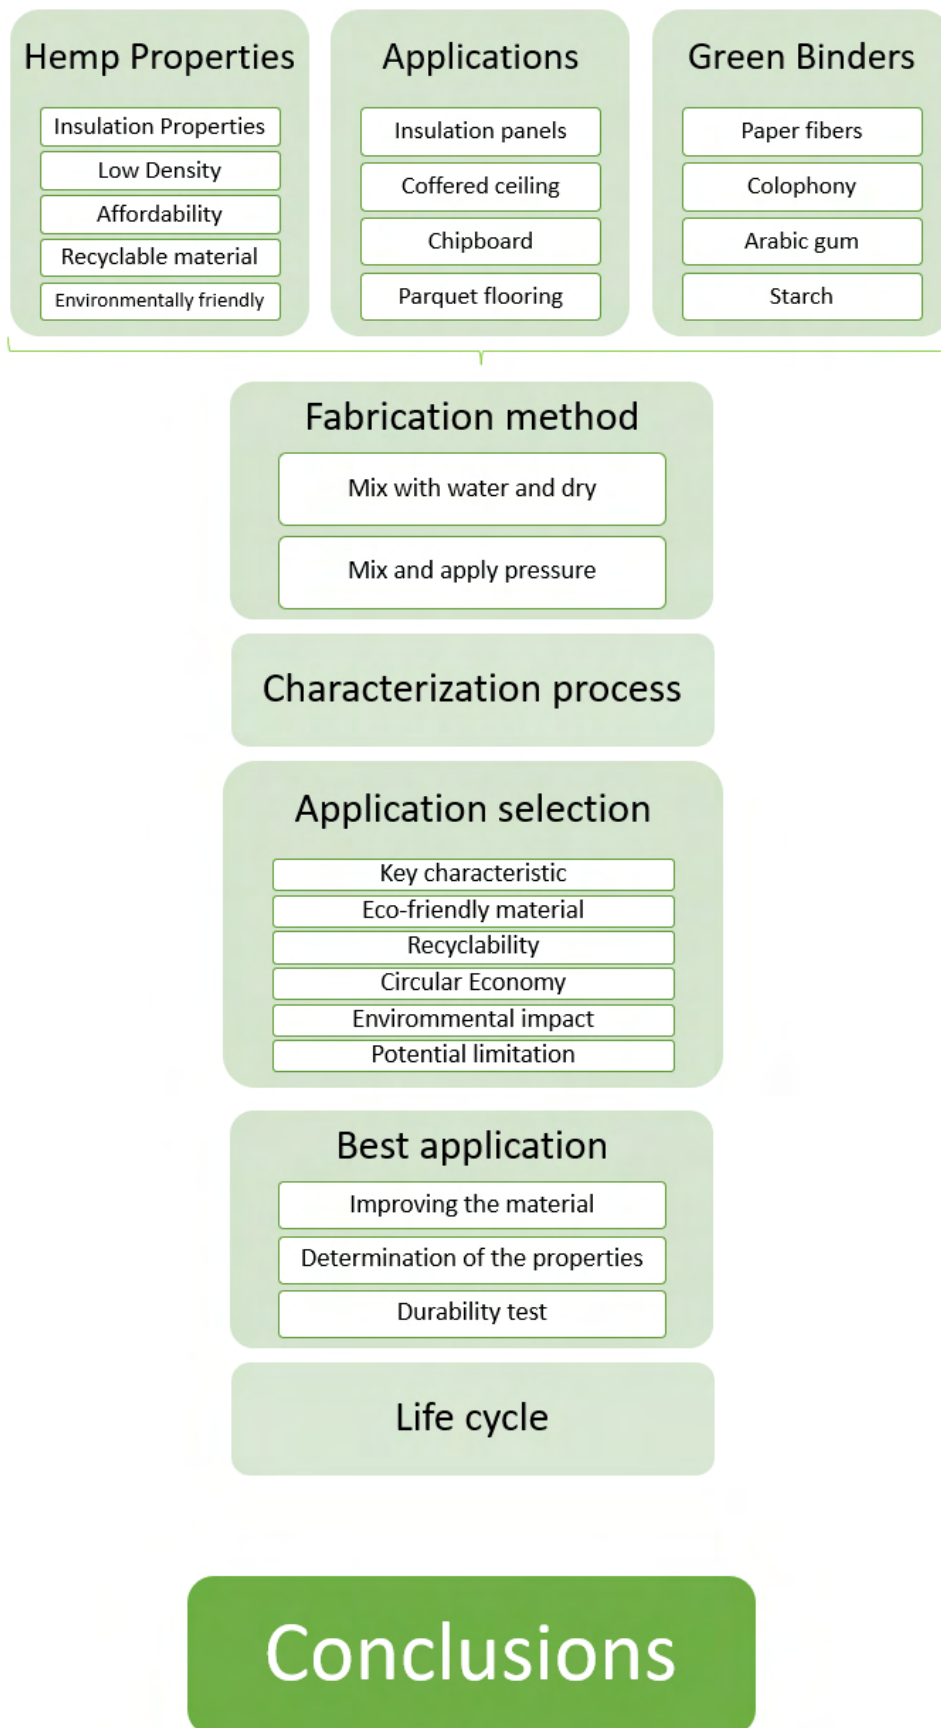 Hemp Properties
Insulation Properties
Low Density
Affordability
Recyclable material
Environmentally friendly
Applications
Insulation panels
Coffered ceiling
Chipboard
Parquet flooring
Green Binders
Paper fibers
Colophony
Arabic gum
Starch
Fabrication method
Mix with water and dry
Mix and apply pressure
Characterization process
Application selection
Key characteristic
Eco-friendly material
Recyclability
Circular Economy
Envirommental impact
Potential limitation
Best application
Improving the material
Determination of the properties
Durability test
Life cycle
Conclusions